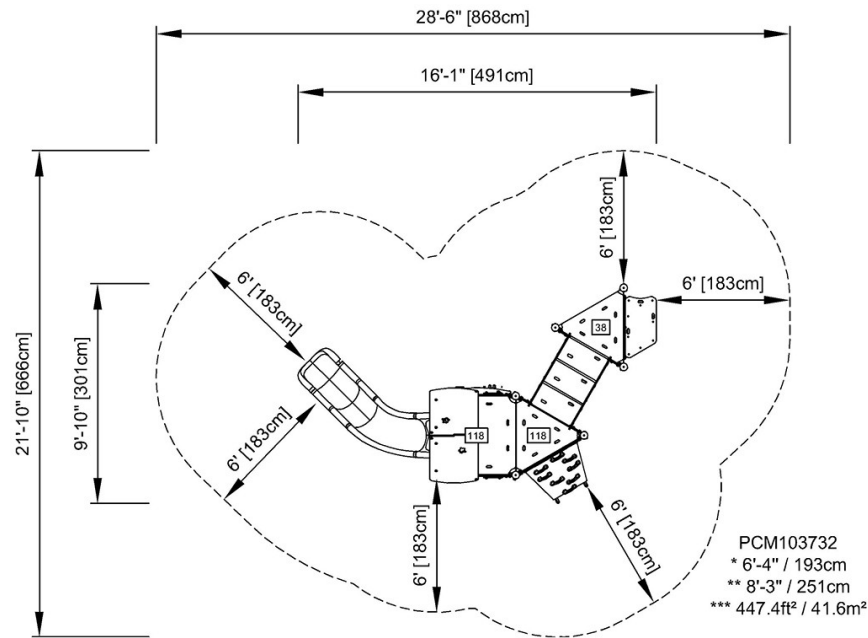 28'-6" [868cm]
16'-1" [491cm]
6' [183cm]
6' [183cm]
6' [183cm]
38
21'-10" [666cm]
9'-10" [301cm]
6' [183cm]
118
118
6' [183cm]
6' [183cm]
PCM103732
* 6'-4" / 193cm
** 8'-3" / 251cm
*** 447.4ft² / 41.6m²